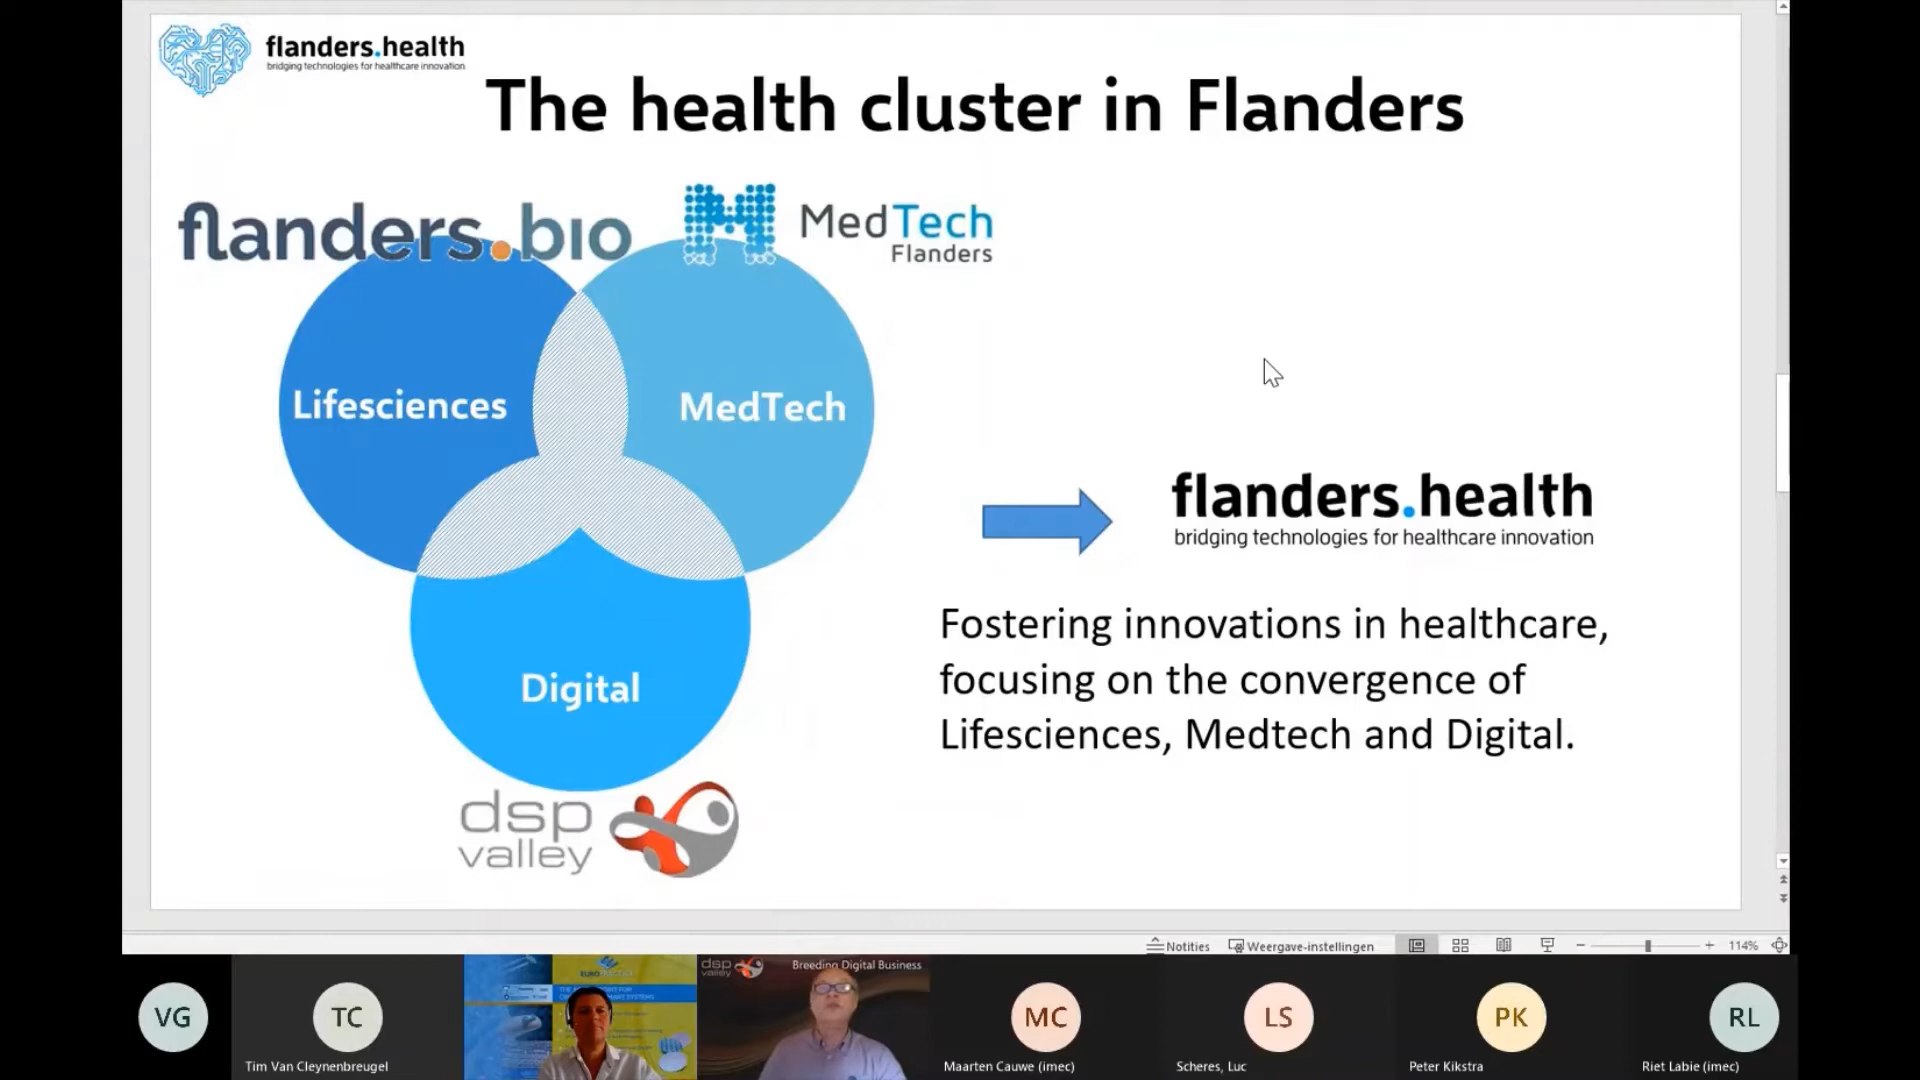 flanders.health
bridging technologies for healthcare innovation
The health cluster in Flanders
flanders.bio
MedTech
Flanders
Lifesciences
MedTech
Digital
dsp
valley
flanders.health
bridging technologies for healthcare innovation
Fostering innovations in healthcare,
focusing on the convergence of
Lifesciences, Medtech and Digital.
Notities
Weergave-instellingen
114%
VG
TC
Tim Van Cleynenbreugel
dsp
valley
Breeding Digital Business
MC
Maarten Cauwe (imec)
LS
Scheres, Luc
PK
Peter Kikstra
RL
Riet Labie (imec)